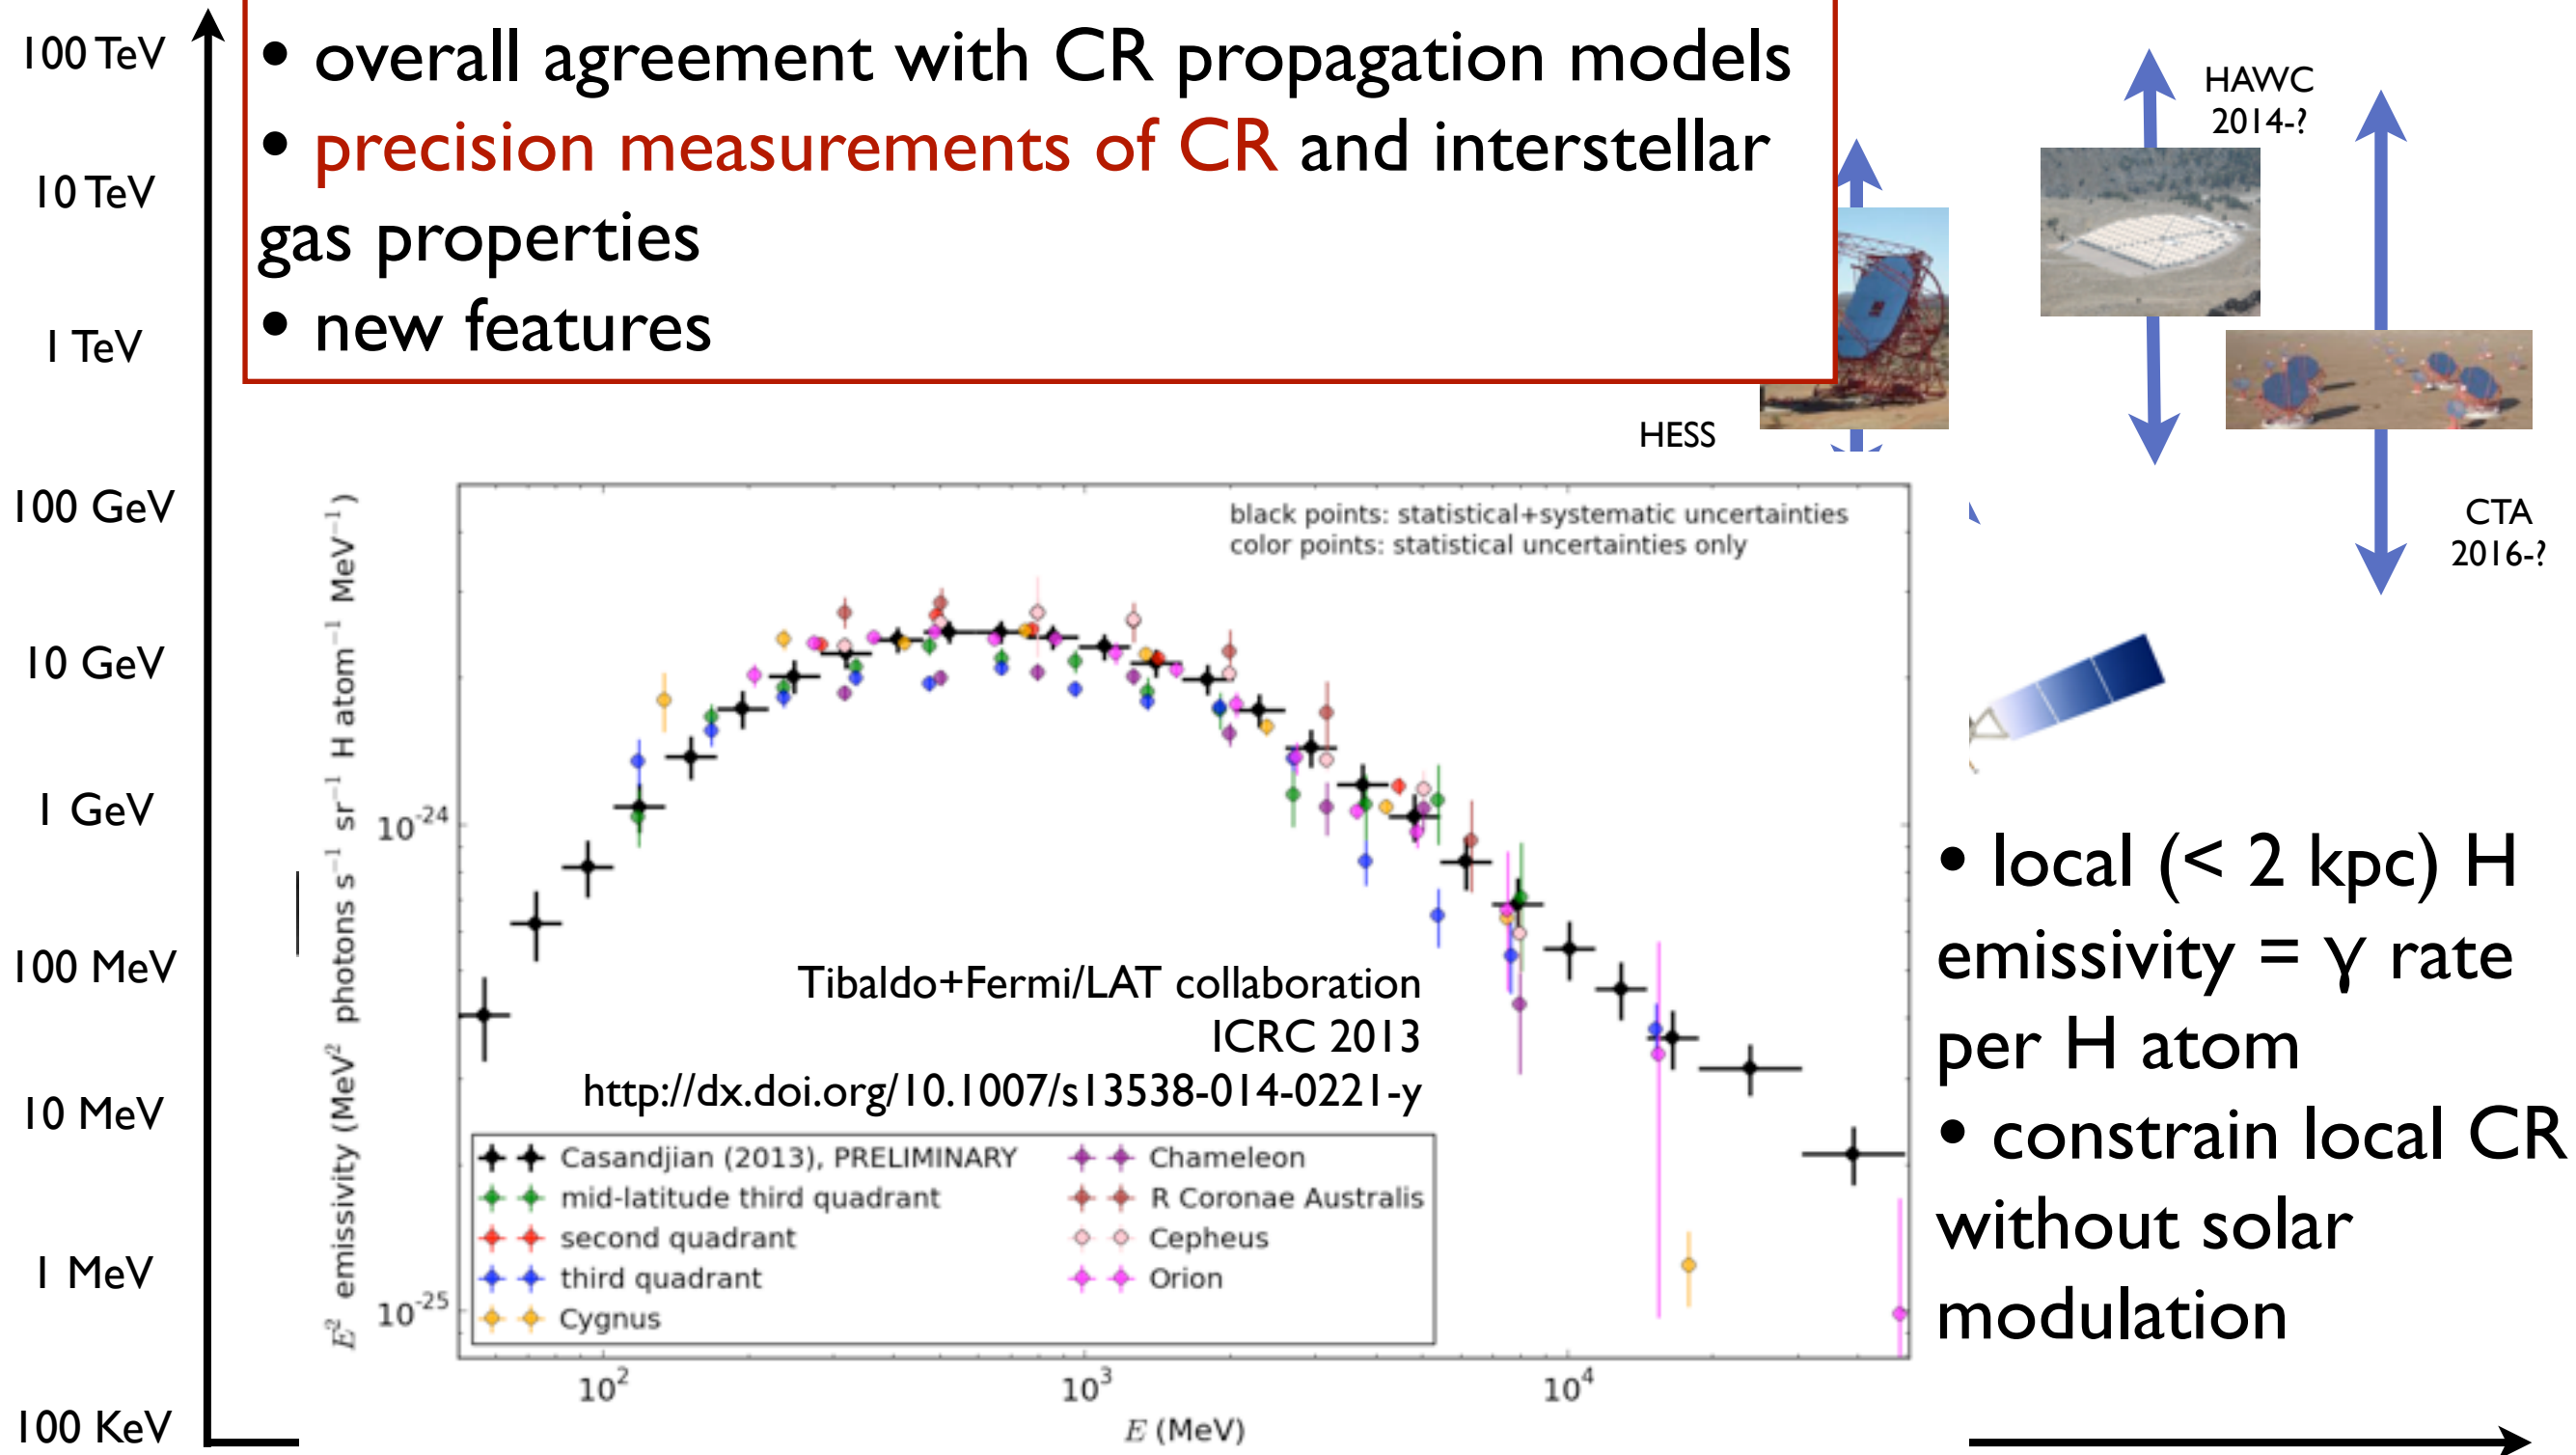 100 TeV
10 TeV
1 TeV
100 GeV
10 GeV
1 GeV
100 MeV
10 MeV
1 MeV
100 KeV
• overall agreement with CR propagation models
• precision measurements of CR and interstellar
gas properties
• new features
HESS
HAWC
2014-?
CTA
2016-?
E² emissivity (MeV² photons s⁻¹ sr⁻¹ H atom⁻¹ MeV⁻¹)
10⁻²⁴
10⁻²⁵
black points: statistical+systematic uncertainties
color points: statistical uncertainties only
Tibaldo+Fermi/LAT collaboration
ICRC 2013
http://dx.doi.org/10.1007/s13538-014-0221-y
Casandjian (2013), PRELIMINARY
mid-latitude third quadrant
second quadrant
third quadrant
Cygnus
Chameleon
R Coronae Australis
Cepheus
Orion
10²
10³
10⁴
E (MeV)
• local (< 2 kpc) H
emissivity = γ rate
per H atom
• constrain local CR
without solar
modulation